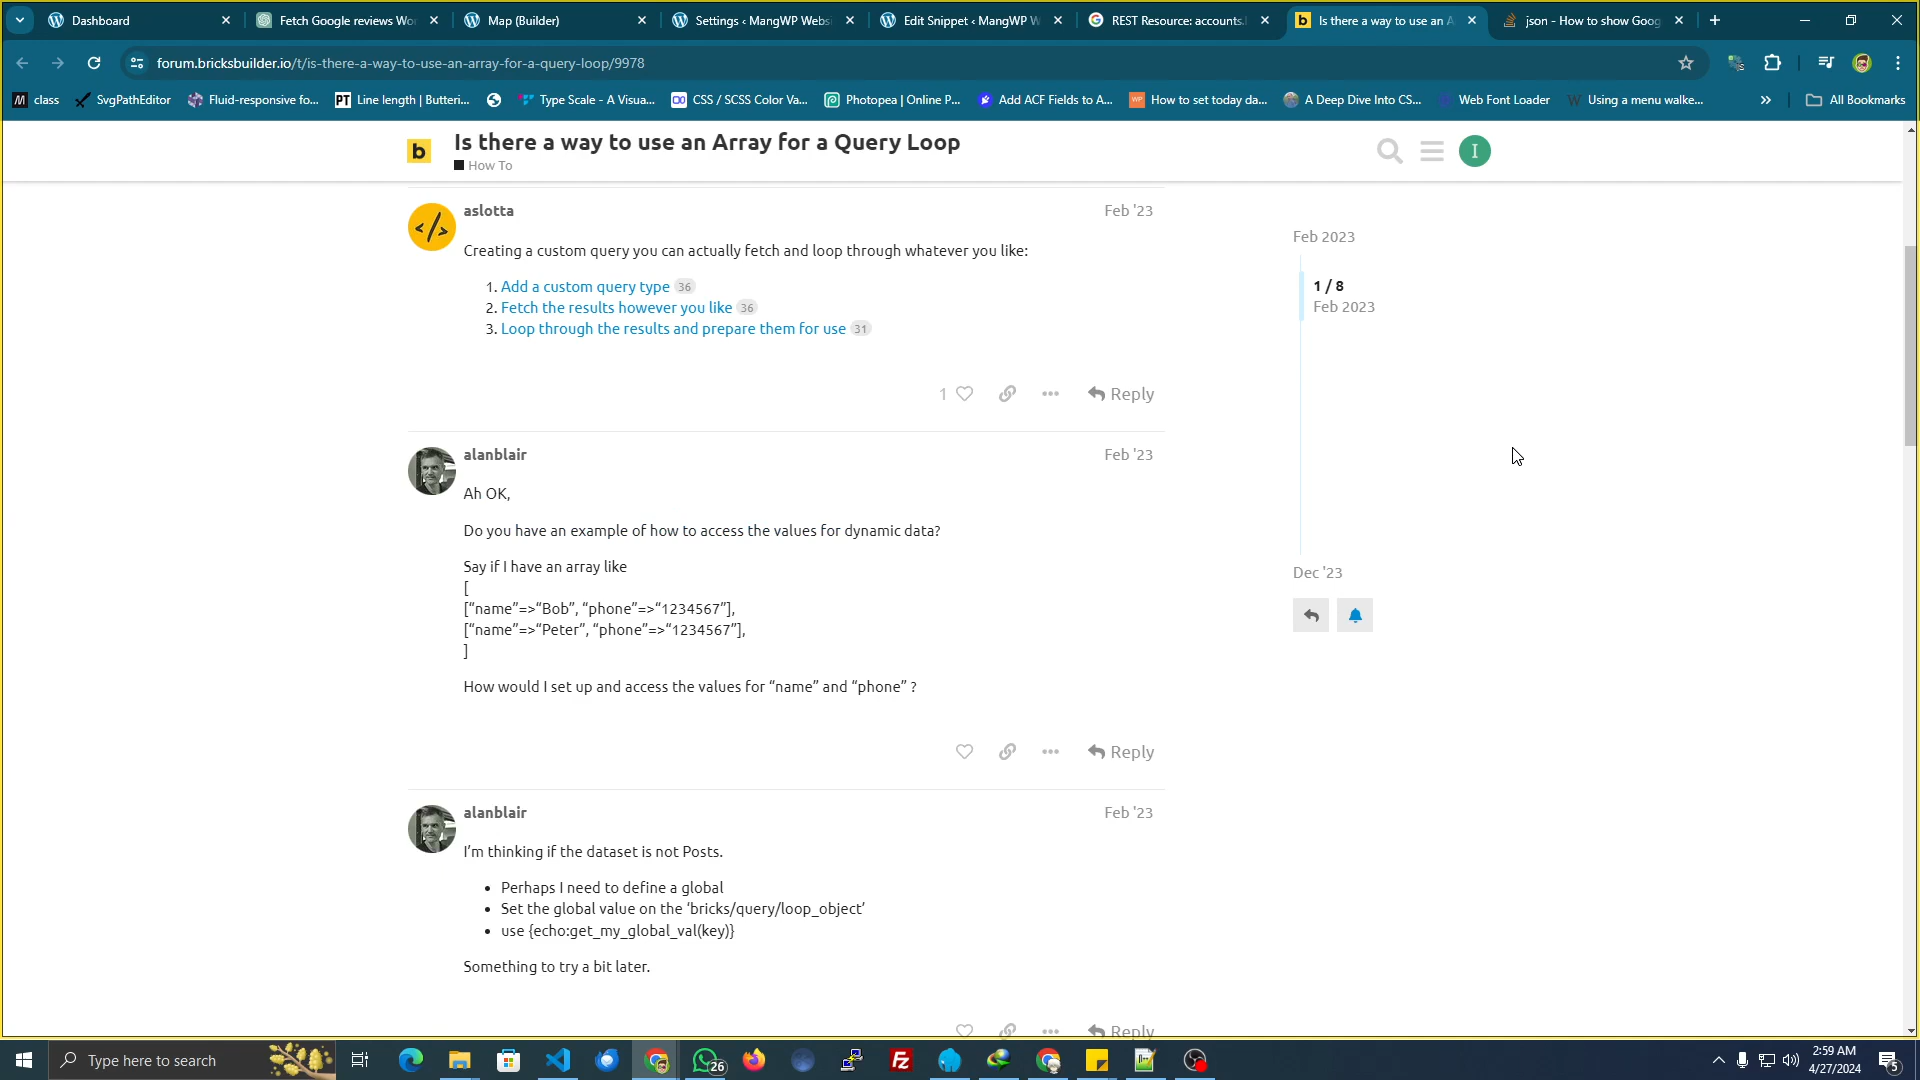 Dashboard
Fetch Google reviews Wor
Map (Builder)
Settings ‹ MangWP Websi
Edit Snippet ‹ MangWP W
REST Resource: accounts.l
Is there a way to use an A
json - How to show Goog
forum.bricksbuilder.io/t/is-there-a-way-to-use-an-array-for-a-query-loop/9978
class
SvgPathEditor
Fluid-responsive fo...
PT Line length | Butteri...
Type Scale - A Visua...
CSS / SCSS Color Va...
Photopea | Online P...
Add ACF Fields to A...
WP How to set today da...
A Deep Dive Into CS...
Web Font Loader
Using a menu walke...
All Bookmarks
b Is there a way to use an Array for a Query Loop
How To
I
aslotta Feb '23
Creating a custom query you can actually fetch and loop through whatever you like:
1. Add a custom query type 36
2. Fetch the results however you like 36
3. Loop through the results and prepare them for use 31
1 Reply
Feb 2023
1 / 8
Feb 2023
Dec '23
alanblair Feb '23
Ah OK,
Do you have an example of how to access the values for dynamic data?
Say if I have an array like
[
[“name”=>“Bob”, “phone”=>“1234567”],
[“name”=>“Peter”, “phone”=>“1234567”],
]
How would I set up and access the values for “name” and “phone” ?
Reply
alanblair Feb '23
I’m thinking if the dataset is not Posts.
• Perhaps I need to define a global
• Set the global value on the ‘bricks/query/loop_object’
• use {echo:get_my_global_val(key)}
Something to try a bit later.
Reply
Type here to search
26
2:59 AM
4/27/2024
5